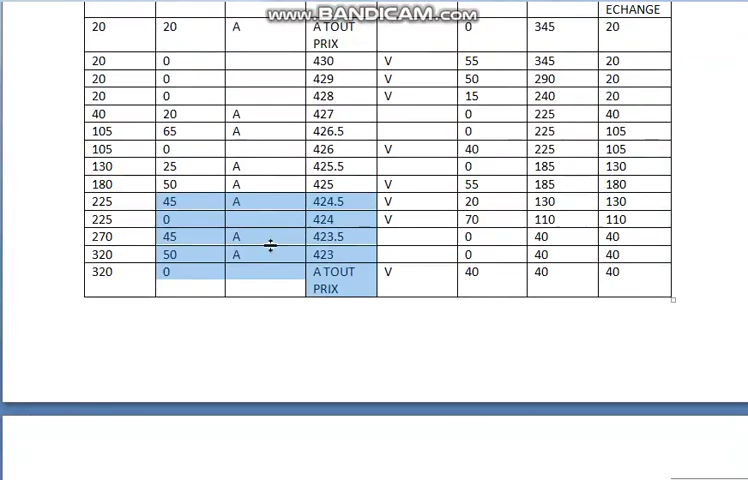 www.BANDICAM.com
ECHANGE
20 20 A A TOUT PRIX 0 345 20
20 0 430 V 55 345 20
20 0 429 V 50 290 20
20 0 428 V 15 240 20
40 20 A 427 0 225 40
105 65 A 426.5 0 225 105
105 0 426 V 40 225 105
130 25 A 425.5 0 185 130
180 50 A 425 V 55 185 180
225 45 A 424.5 V 20 130 130
225 0 424 V 70 110 110
270 45 A 423.5 0 40 40
320 50 A 423 0 40 40
320 0 A TOUT PRIX V 40 40 40